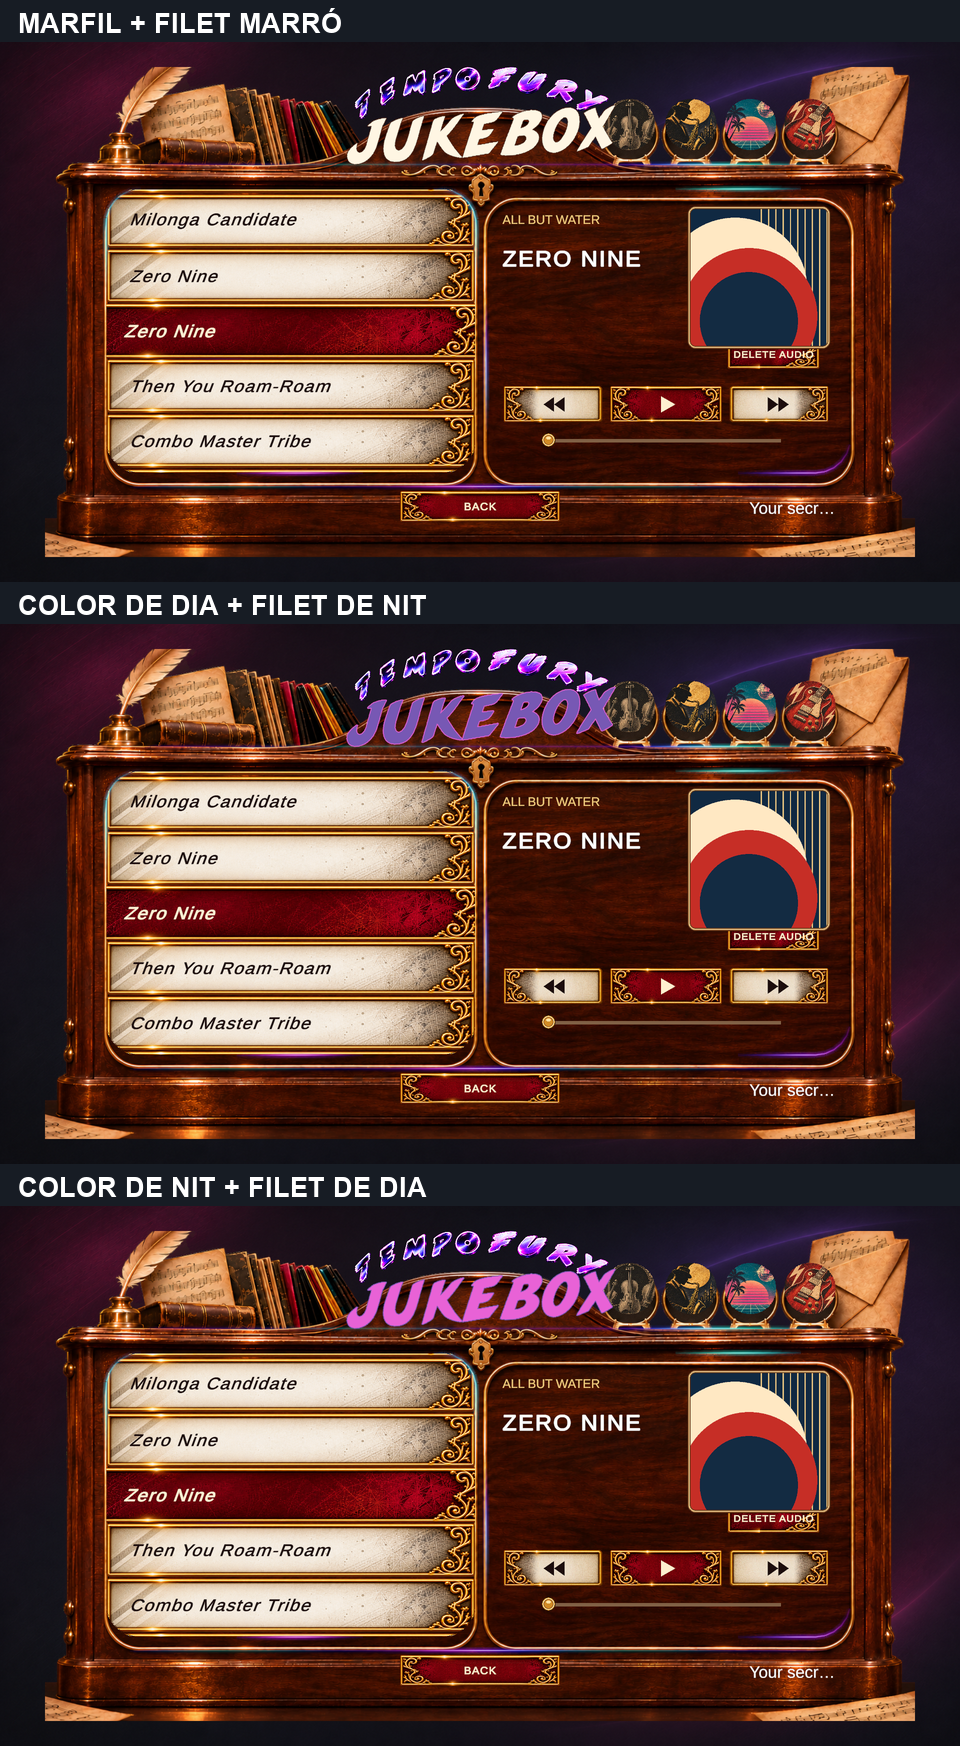 MARFIL + FILET MARRÓ
TEMPO FURY
JUKEBOX
Milonga Candidate
Zero Nine
Zero Nine
Then You Roam-Roam
Combo Master Tribe
ALL BUT WATER
ZERO NINE
DELETE AUDIO
BACK
Your secr...
COLOR DE DIA + FILET DE NIT
TEMPO FURY
JUKEBOX
Milonga Candidate
Zero Nine
Zero Nine
Then You Roam-Roam
Combo Master Tribe
ALL BUT WATER
ZERO NINE
DELETE AUDIO
BACK
Your secr...
COLOR DE NIT + FILET DE DIA
TEMPO FURY
JUKEBOX
Milonga Candidate
Zero Nine
Zero Nine
Then You Roam-Roam
Combo Master Tribe
ALL BUT WATER
ZERO NINE
DELETE AUDIO
BACK
Your secr...